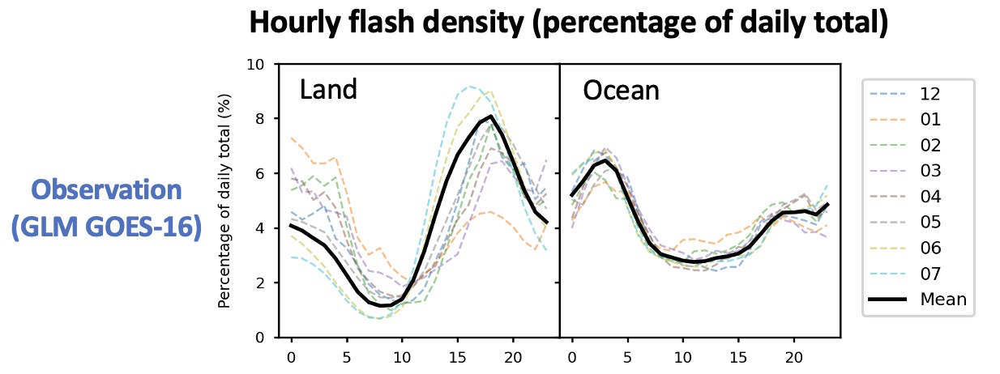 Hourly flash density (percentage of daily total)
Observation
(GLM GOES-16)
Percentage of daily total (%)
10
8
6
4
2
0
Land
0 5 10 15 20
Ocean
0 5 10 15 20
12
01
02
03
04
05
06
07
Mean